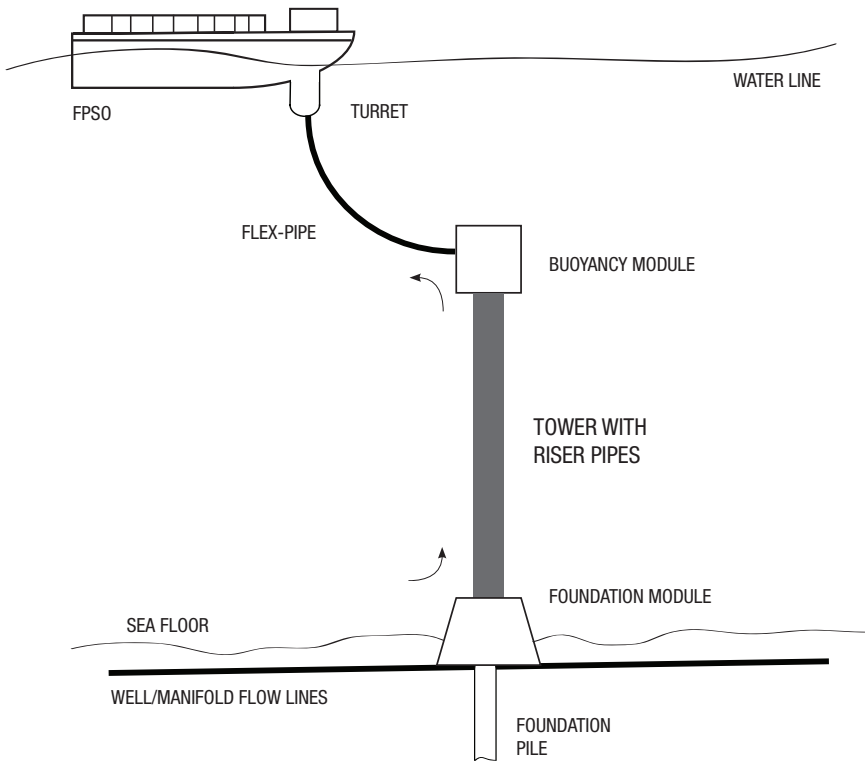 WATER LINE
FPSO
TURRET
FLEX-PIPE
BUOYANCY MODULE
TOWER WITH
RISER PIPES
FOUNDATION MODULE
SEA FLOOR
WELL/MANIFOLD FLOW LINES
FOUNDATION
PILE